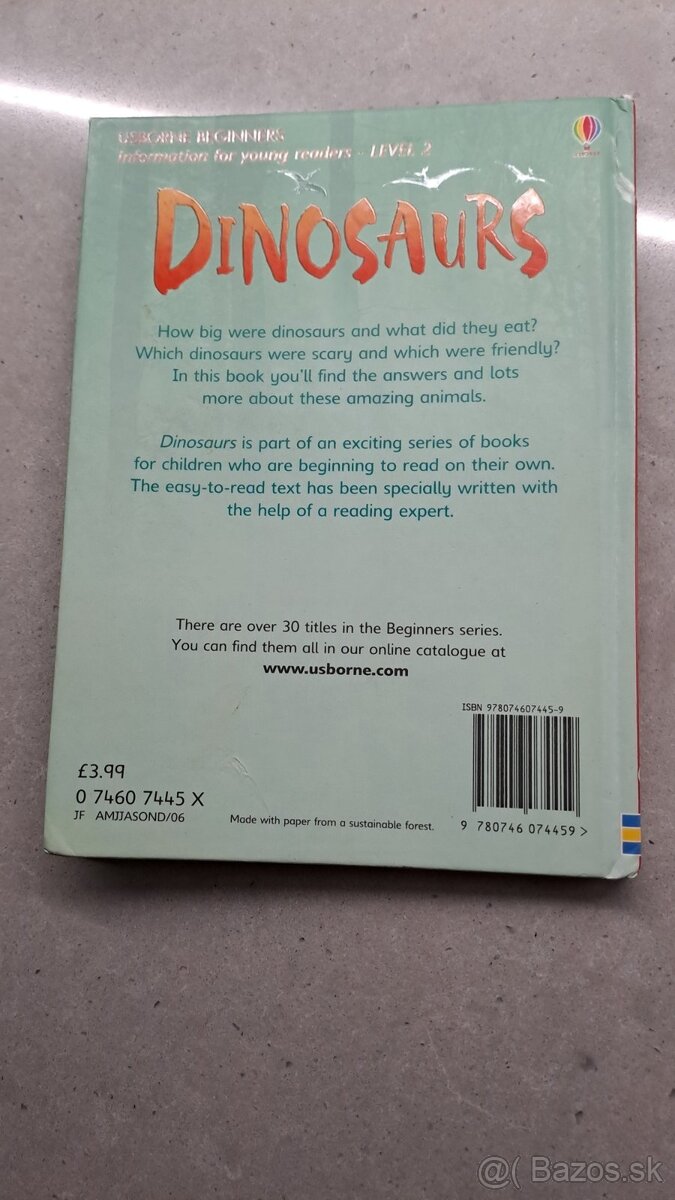 USBORNE BEGINNERS
information for young readers - LEVEL 2
DINOSAURS
How big were dinosaurs and what did they eat?
Which dinosaurs were scary and which were friendly?
In this book you'll find the answers and lots
more about these amazing animals.
Dinosaurs is part of an exciting series of books
for children who are beginning to read on their own.
The easy-to-read text has been specially written with
the help of a reading expert.
There are over 30 titles in the Beginners series.
You can find them all in our online catalogue at
www.usborne.com
ISBN 978074607445-9
£3.99
0 7460 7445 X
JF AMJJASOND/06
Made with paper from a sustainable forest.
9 780746 074459 >
@( Bazos.sk